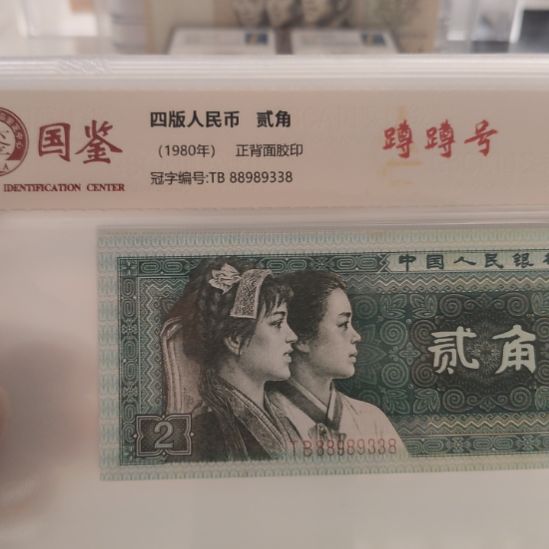 国鉴
IDENTIFICATION CENTER
四版人民币 贰角
(1980年) 正背面胶印
冠字编号:TB 88989338
蹲蹲号
中国人民银
贰角
2
TB88989338